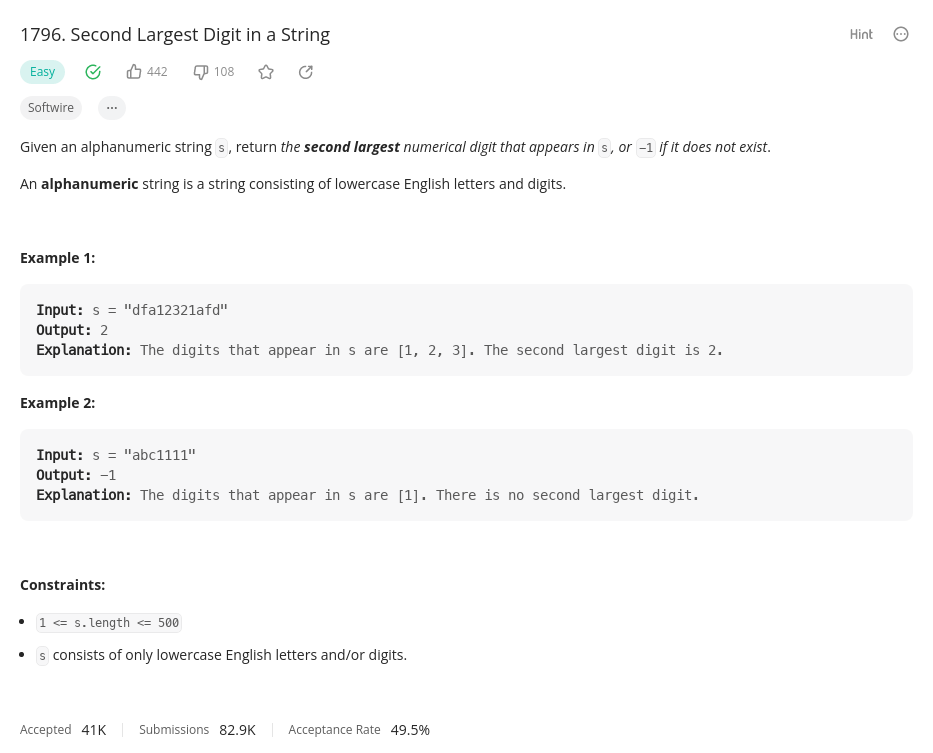 1796. Second Largest Digit in a String
Hint
Easy
442
108
Softwire
Given an alphanumeric string s, return the second largest numerical digit that appears in s, or -1 if it does not exist.
An alphanumeric string is a string consisting of lowercase English letters and digits.
Example 1:
Input: s = "dfa12321afd"
Output: 2
Explanation: The digits that appear in s are [1, 2, 3]. The second largest digit is 2.
Example 2:
Input: s = "abc1111"
Output: -1
Explanation: The digits that appear in s are [1]. There is no second largest digit.
Constraints:
• 1 <= s.length <= 500
• s consists of only lowercase English letters and/or digits.
Accepted 41K Submissions 82.9K Acceptance Rate 49.5%